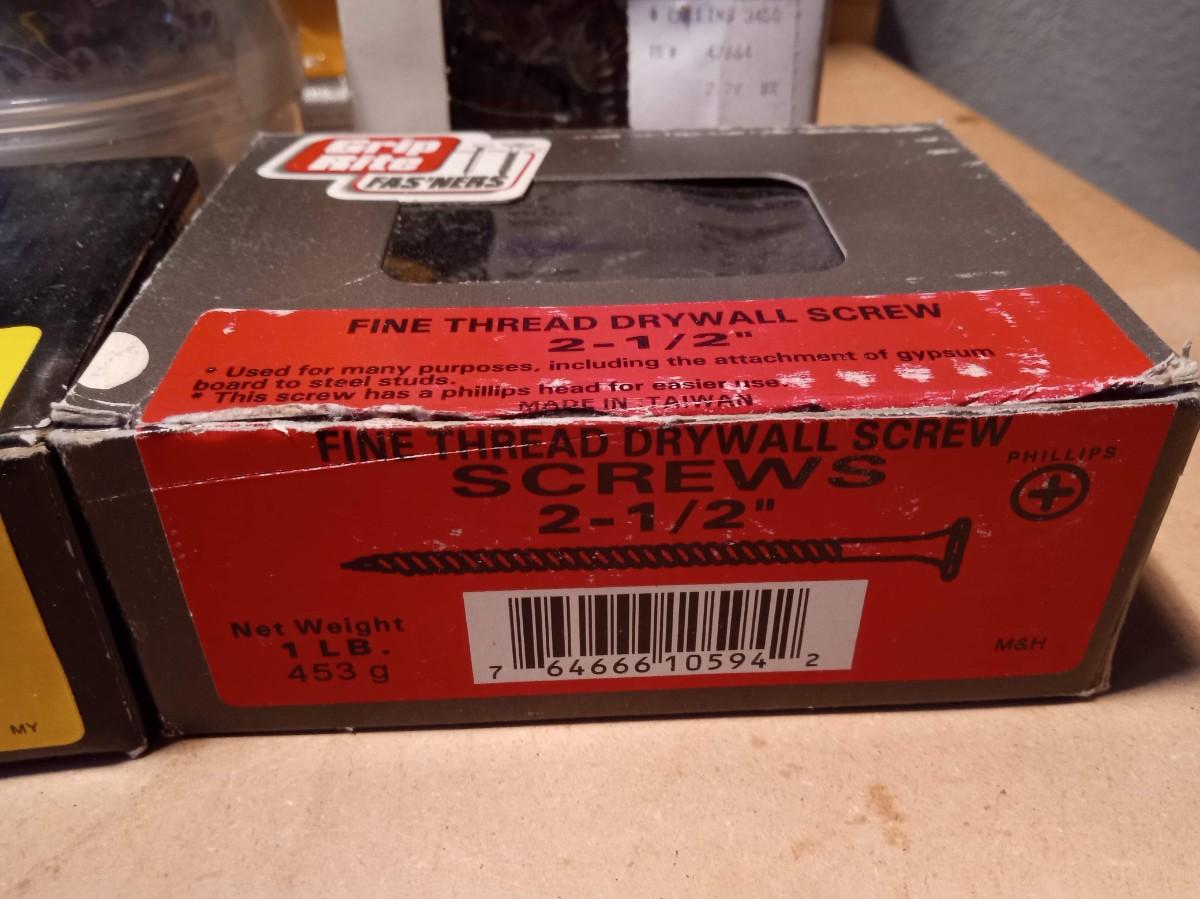 Grip
Rite
FAS'NERS
FINE THREAD DRYWALL SCREW
2-1/2"
* Used for many purposes, including the attachment of gypsum
board to steel studs.
* This screw has a phillips head for easier use.
MADE IN TAIWAN
FINE THREAD DRYWALL SCREW
SCREWS
2-1/2"
PHILLIPS
Net Weight
1 LB.
453 g
7 64666 10594 2
M&H
MY